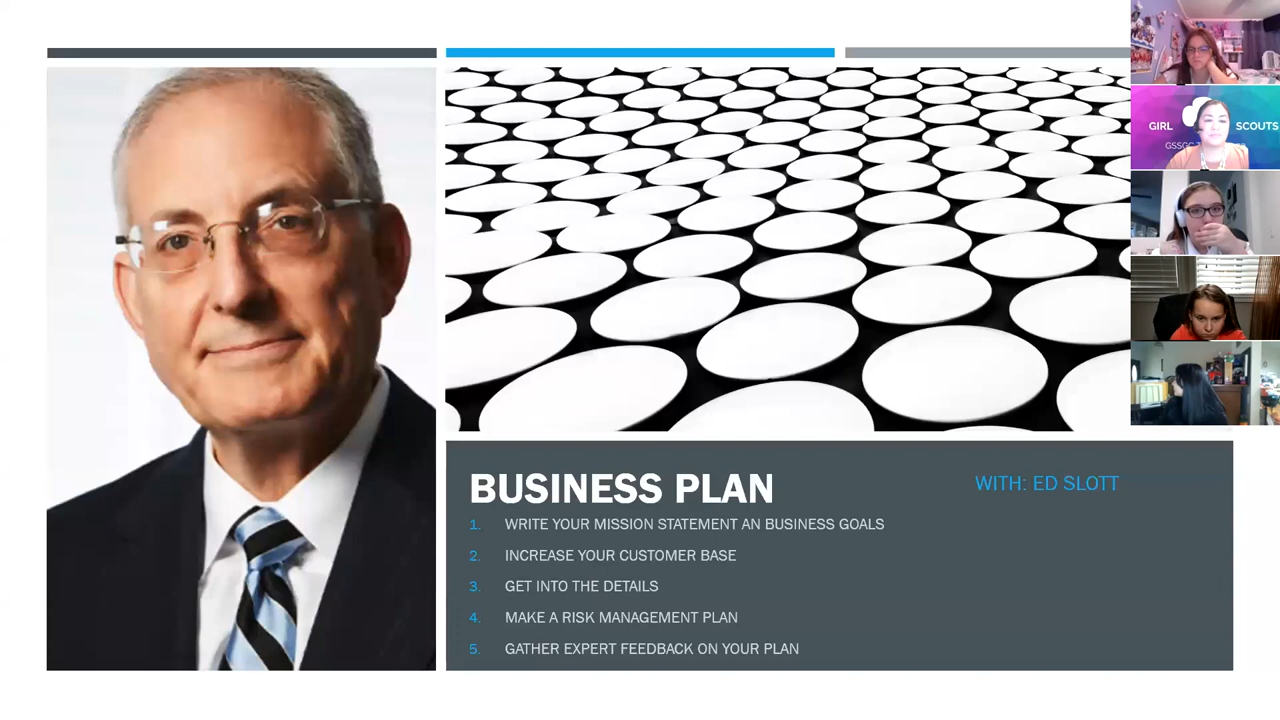 GIRL SCOUTS
BUSINESS PLAN
WITH: ED SLOTT
1. WRITE YOUR MISSION STATEMENT AN BUSINESS GOALS
2. INCREASE YOUR CUSTOMER BASE
3. GET INTO THE DETAILS
4. MAKE A RISK MANAGEMENT PLAN
5. GATHER EXPERT FEEDBACK ON YOUR PLAN